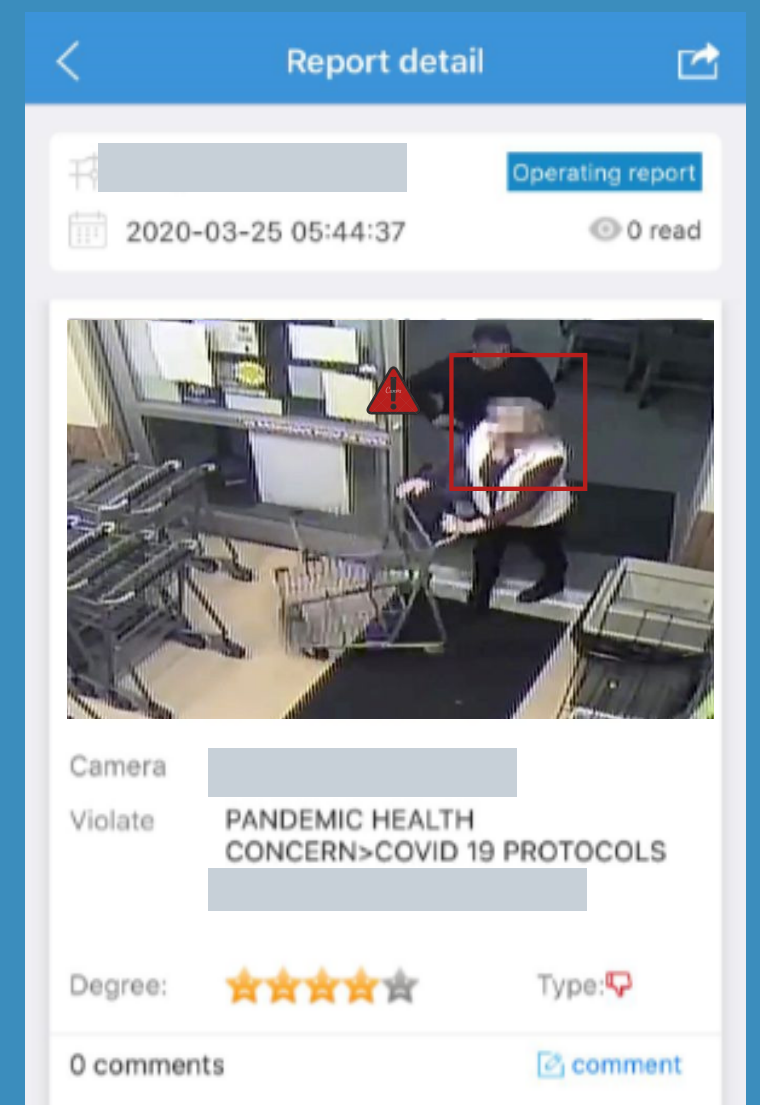 Report detail
Operating report
2020-03-25 05:44:37
0 read
Camera
Violate
PANDEMIC HEALTH
CONCERN>COVID 19 PROTOCOLS
Degree:
Type:
0 comments
comment